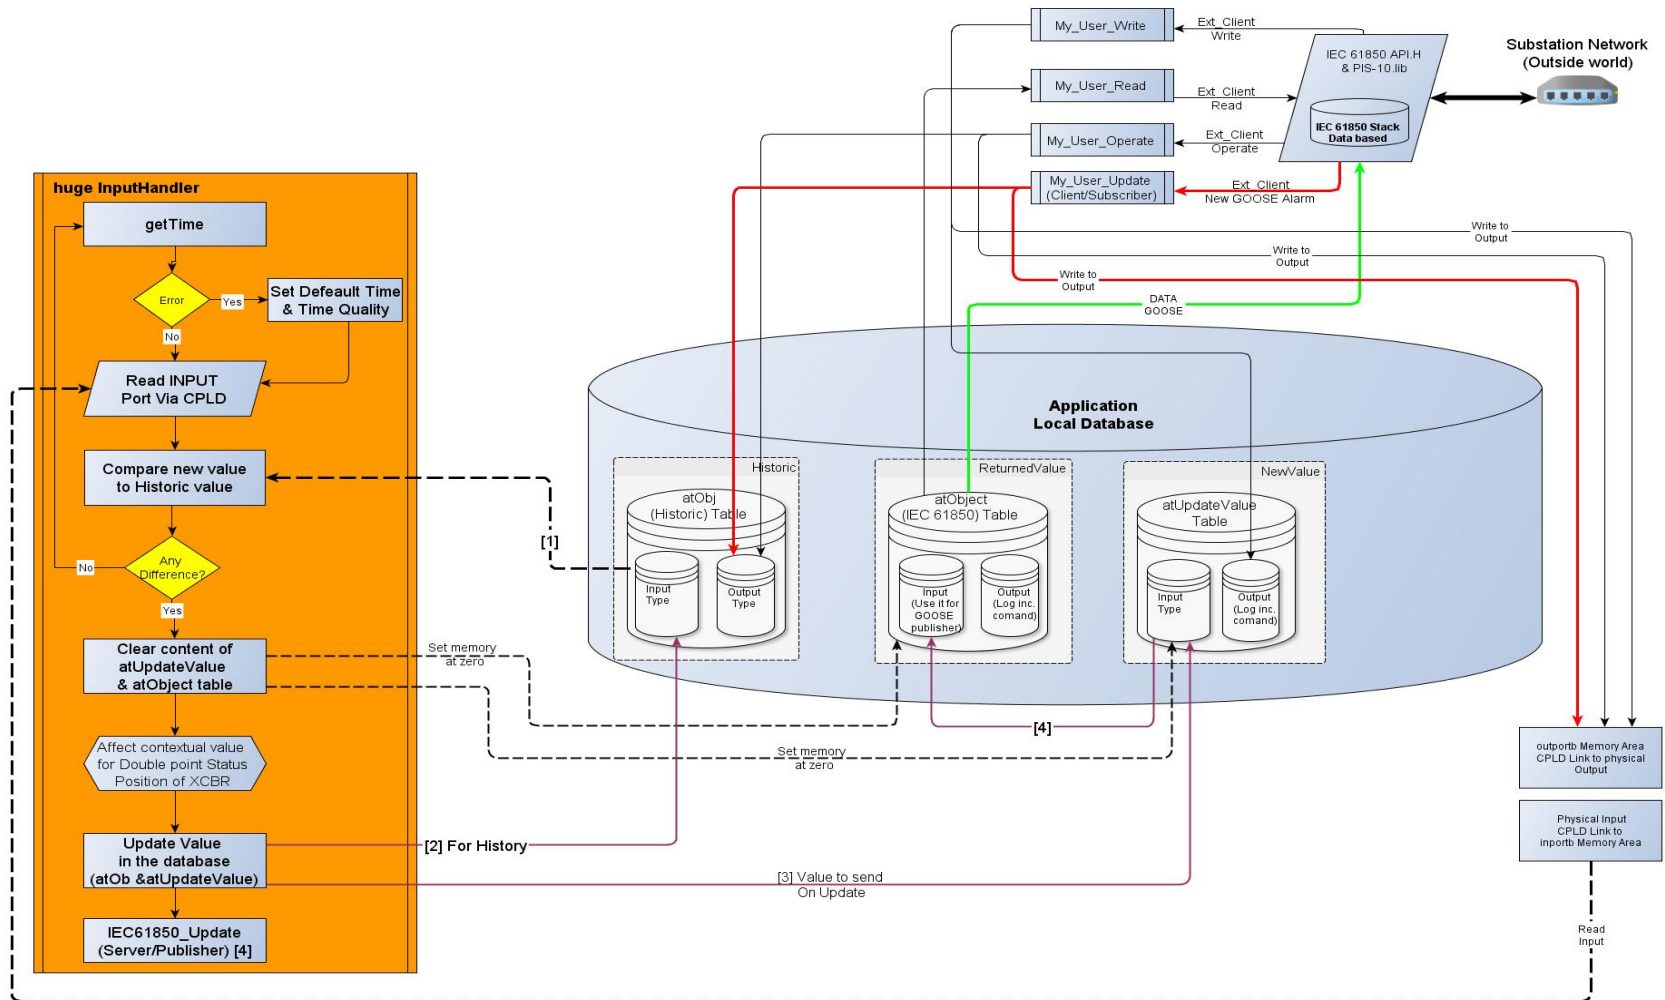 My_User_Write
Ext_Client
Write
IEC 61850 API.H
& PIS-10.lib
Substation Network
(Outside world)
My_User_Read
Ext_Client
Read
IEC 61850 Stack
Data based
My_User_Operate
Ext_Client
Operate
My_User_Update
(Client/Subscriber)
Ext_Client
New GOOSE Alarm
Write to
Output
Write to
Output
Write to
Output
DATA
GOOSE
huge InputHandler
getTime
Error
Yes
Set Defeault Time
& Time Quality
No
Read INPUT
Port Via CPLD
Compare new value
to Historic value
Any
Difference?
No
Yes
Clear content of
atUpdateValue
& atObject table
Affect contextual value
for Double point Status
Position of XCBR
Update Value
in the database
(atOb &atUpdateValue)
IEC61850_Update
(Server/Publisher) [4]
[1]
Set memory
at zero
Set memory
at zero
[2] For History
[3] Value to send
On Update
[4]
Application
Local Database
Historic
atObj
(Historic) Table
Input
Type
Output
Type
ReturnedValue
atObject
(IEC 61850) Table
Input
(Use it for
GOOSE
publisher)
Output
(Log inc.
comand)
NewValue
atUpdateValue
Table
Input
Type
Output
(Log inc.
comand)
outportb Memory Area
CPLD Link to physical
Output
Physical Input
CPLD Link to
inportb Memory Area
Read
Input